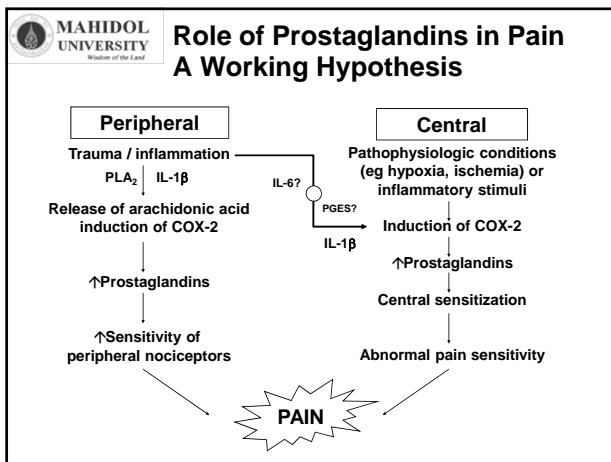 MAHIDOL
UNIVERSITY
Wisdom of the Land
Role of Prostaglandins in Pain
A Working Hypothesis
Peripheral
Trauma / inflammation
PLA₂ IL-1β
Release of arachidonic acid
induction of COX-2
↑Prostaglandins
↑Sensitivity of
peripheral nociceptors
IL-6?
PGES?
IL-1β
Central
Pathophysiologic conditions
(eg hypoxia, ischemia) or
inflammatory stimuli
Induction of COX-2
↑Prostaglandins
Central sensitization
Abnormal pain sensitivity
PAIN